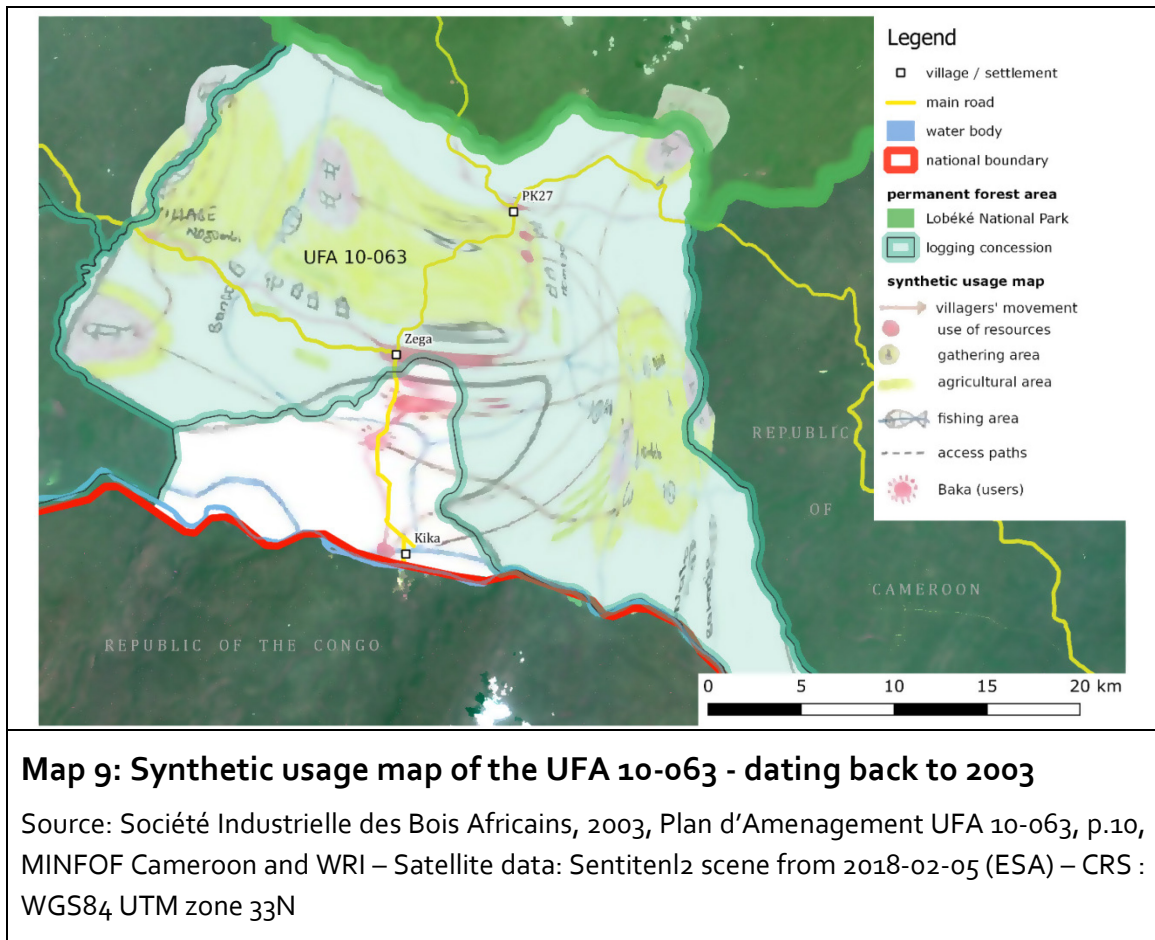 Legend
village / settlement
main road
water body
national boundary
permanent forest area
Lobéké National Park
logging concession
synthetic usage map
villagers' movement
use of resources
gathering area
agricultural area
fishing area
access paths
Baka (users)
PK27
UFA 10-063
Zega
Kika
REPUBLIC
OF
CAMEROON
REPUBLIC OF THE CONGO
0 5 10 15 20 km
Map 9: Synthetic usage map of the UFA 10-063 - dating back to 2003
Source: Société Industrielle des Bois Africains, 2003, Plan d'Amenagement UFA 10-063, p.10,
MINFOF Cameroon and WRI – Satellite data: Sentitenl2 scene from 2018-02-05 (ESA) – CRS :
WGS84 UTM zone 33N